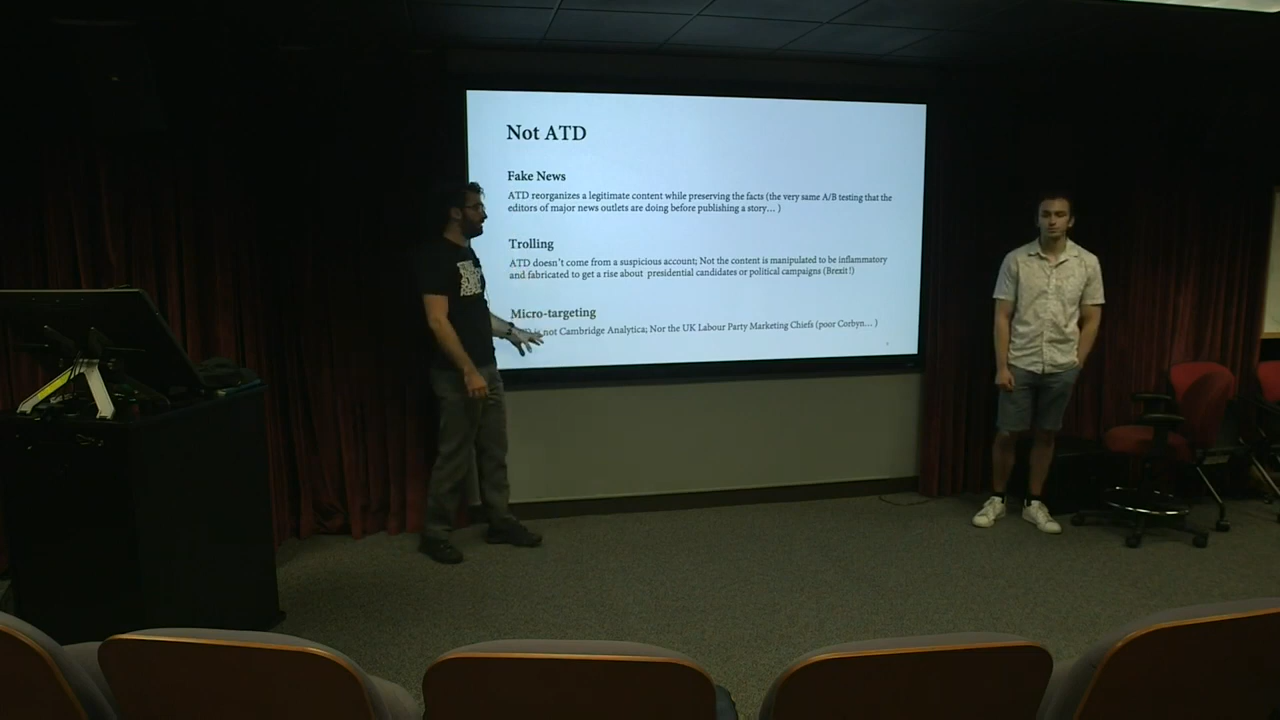 Not ATD
Fake News
ATD reorganizes a legitimate content while preserving the facts (the very same A/B testing that the
editors of major news outlets are doing before publishing a story... )
Trolling
ATD doesn't come from a suspicious account; Not the content is manipulated to be inflammatory
and fabricated to get a rise about presidential candidates or political campaigns (Brexit!)
Micro-targeting
is not Cambridge Analytica; Nor the UK Labour Party Marketing Chiefs (poor Corbyn... )